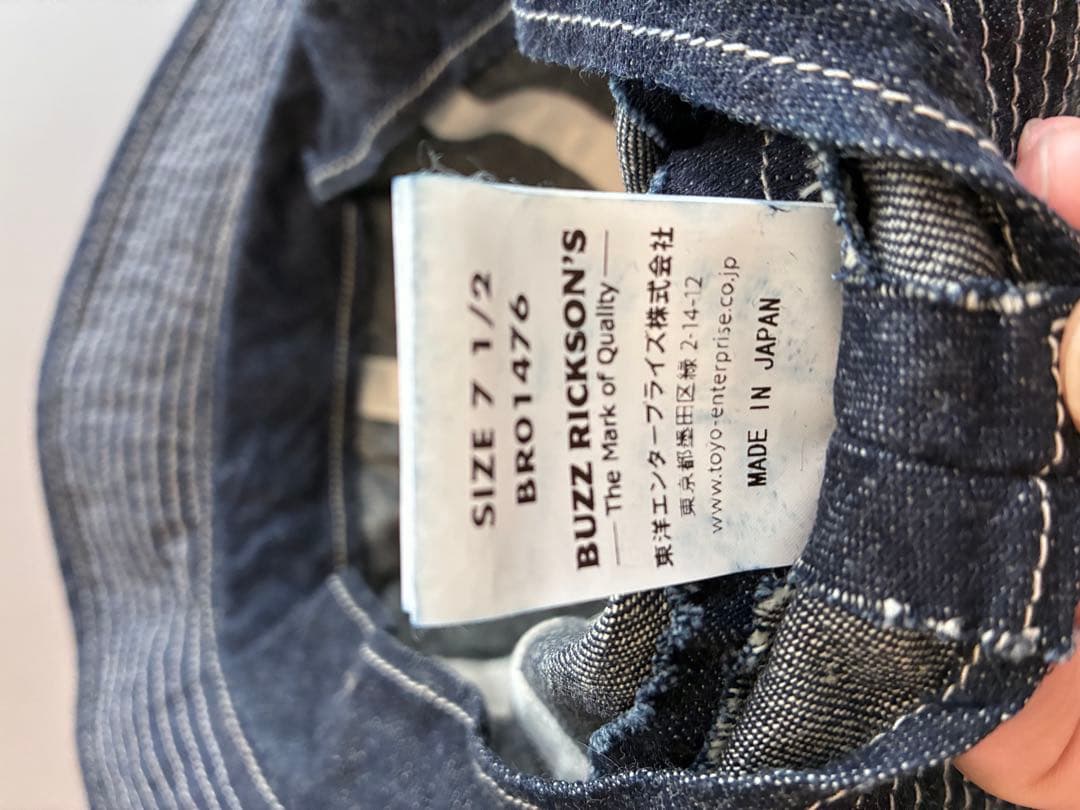 SIZE 7 1/2
BR01476
BUZZ RICKSON'S
The Mark of Quality
東洋エンタープライズ株式会社
東京都墨田区緑 2-14-12
www.toyo-enterprise.co.jp
MADE IN JAPAN